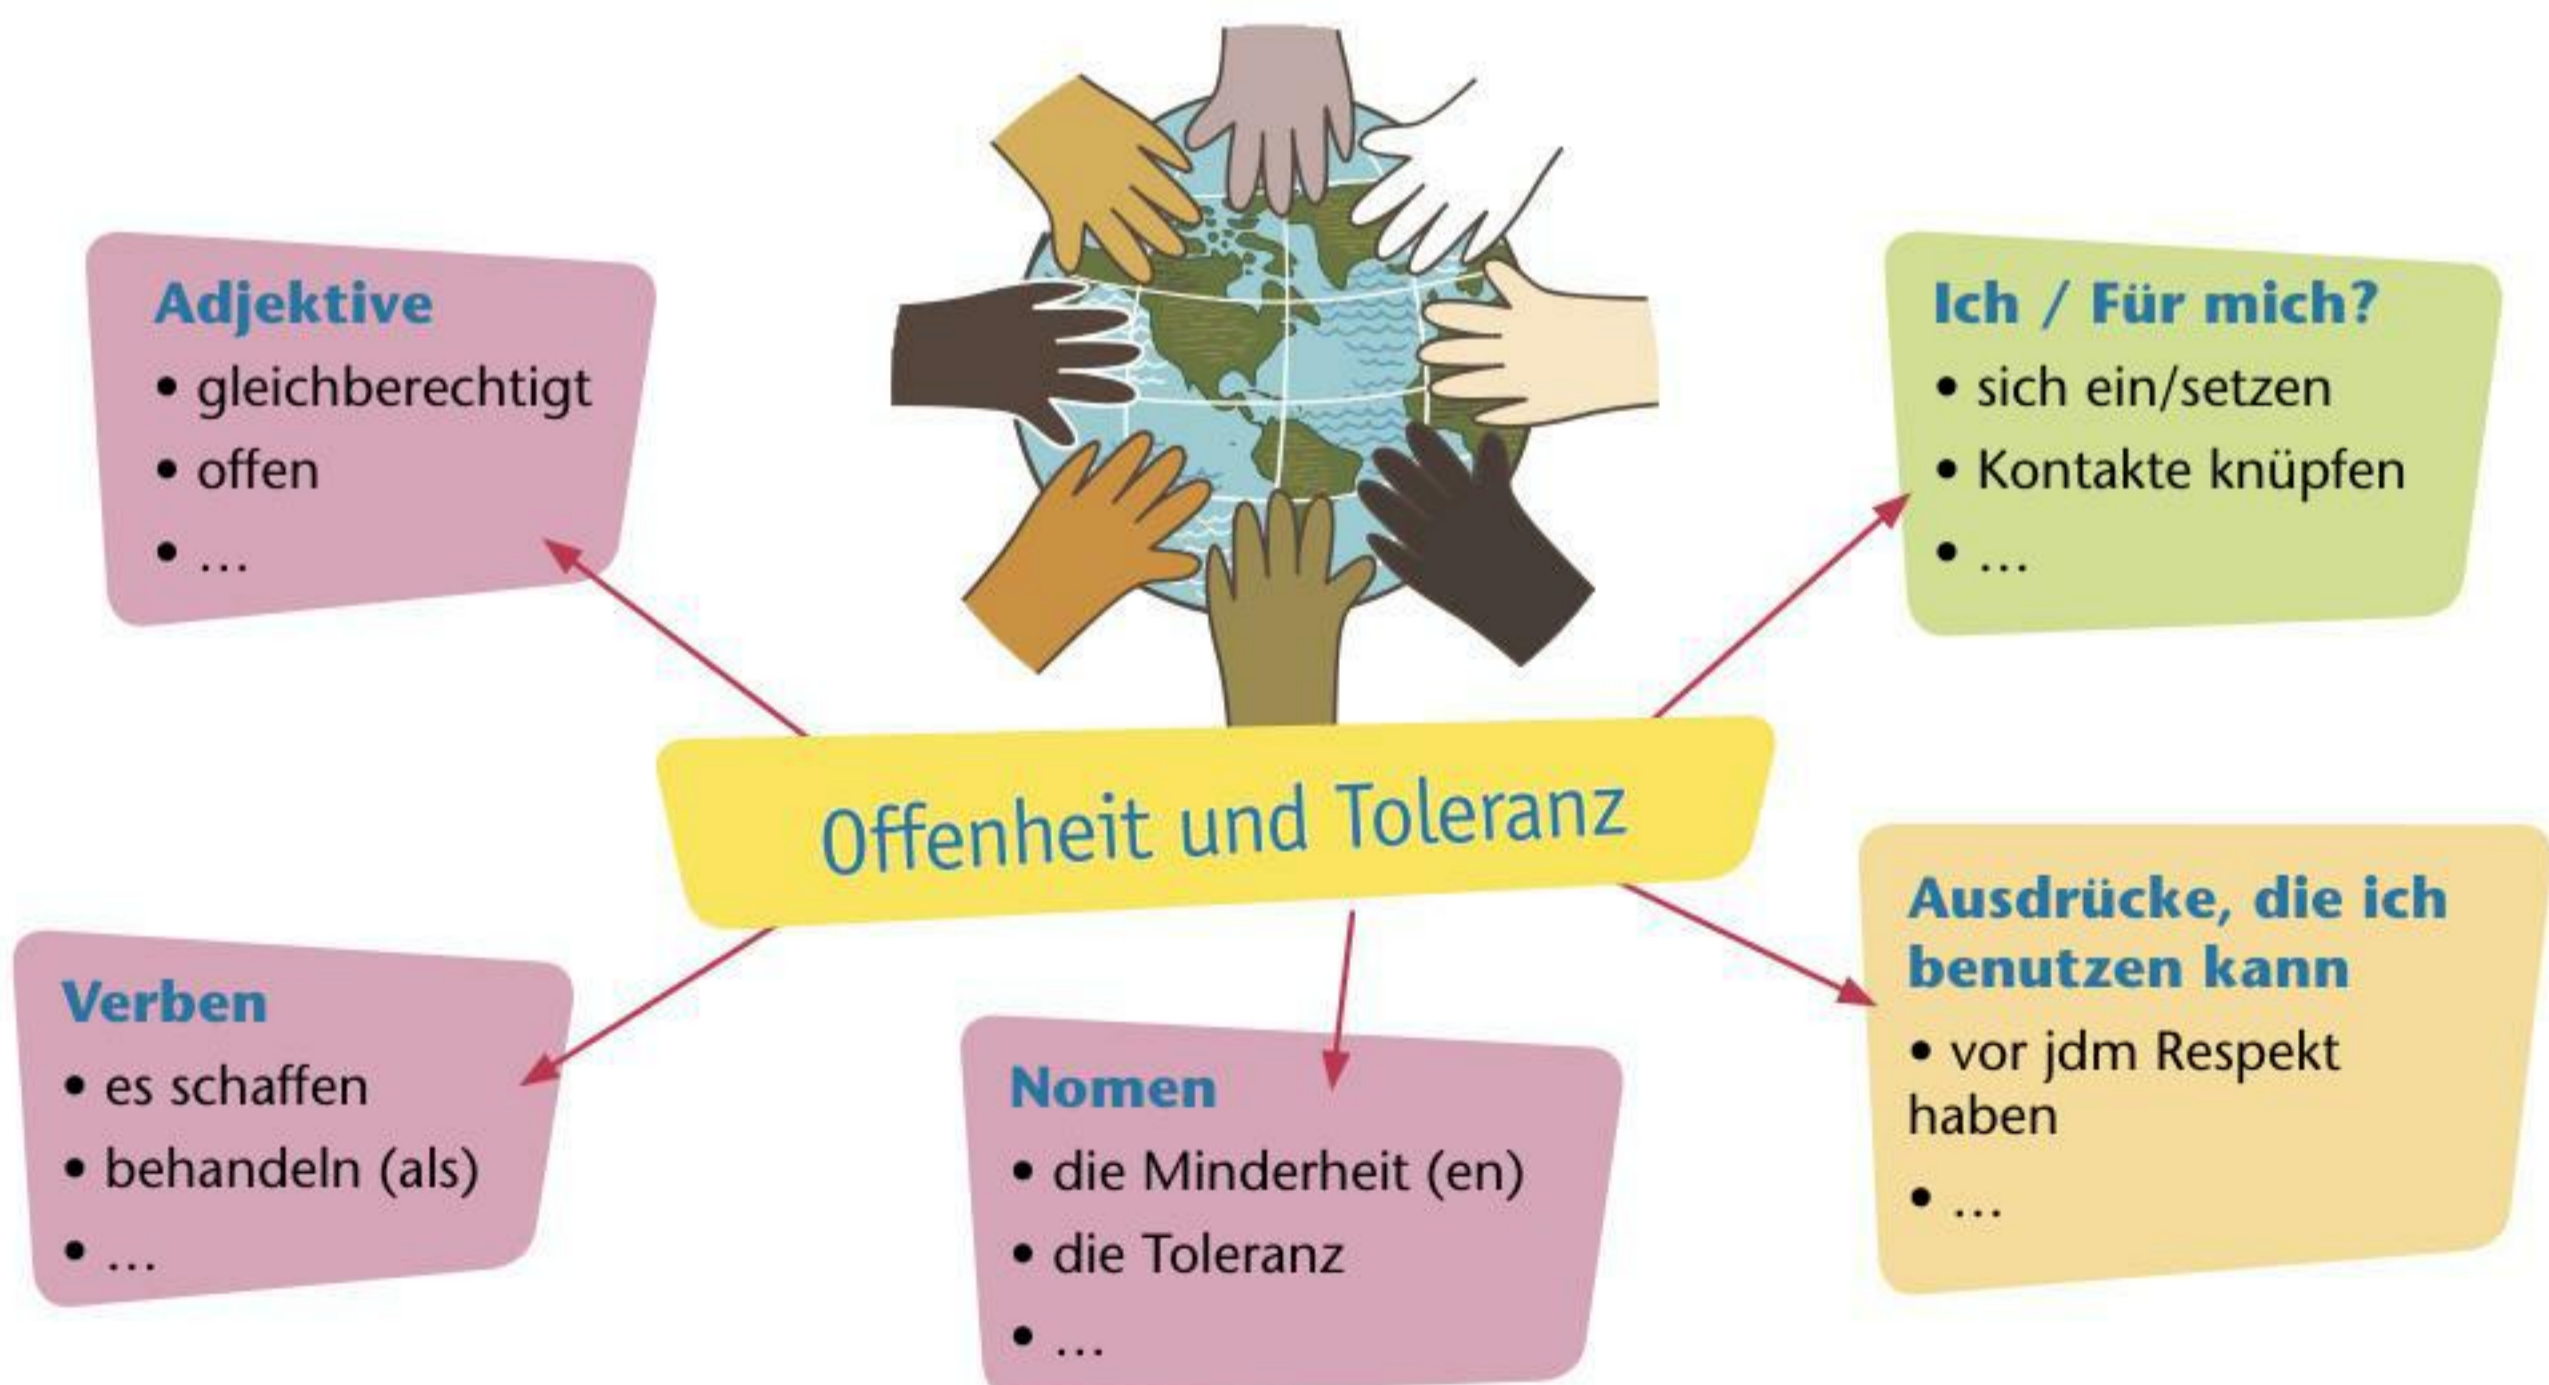 Adjektive
• gleichberechtigt
• offen
• ...
Ich / Für mich?
• sich ein/setzen
• Kontakte knüpfen
• ...
Offenheit und Toleranz
Verben
• es schaffen
• behandeln (als)
• ...
Nomen
• die Minderheit (en)
• die Toleranz
• ...
Ausdrücke, die ich
benutzen kann
• vor jdm Respekt
haben
• ...